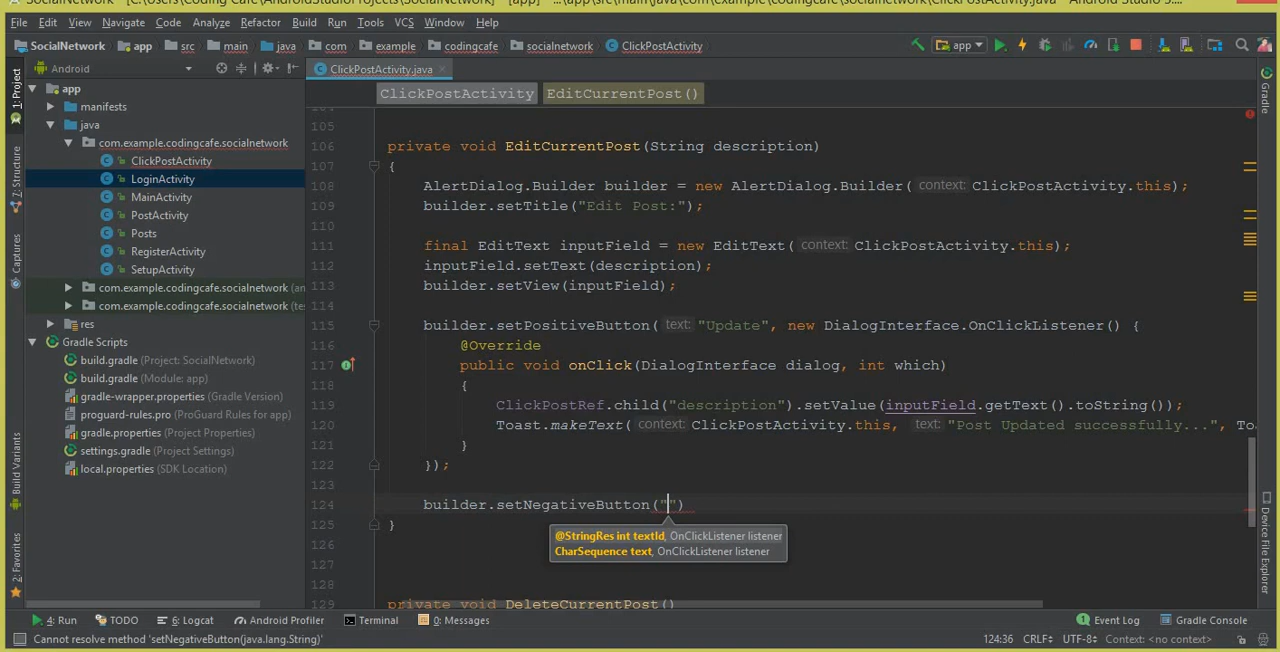 SocialNetwork - [C:\Users\Coding Cafe\AndroidStudioProjects\SocialNetwork] - [app] - ...\app\src\main\java\com\example\codingcafe\socialnetwork\ClickPostActivity.java - Android Studio 3....
File Edit View Navigate Code Analyze Refactor Build Run Tools VCS Window Help
SocialNetwork app src main java com example codingcafe socialnetwork ClickPostActivity app
1: Project
Z: Structure
Captures
Build Variants
2: Favorites
Android
app
manifests
java
com.example.codingcafe.socialnetwork
ClickPostActivity
LoginActivity
MainActivity
PostActivity
Posts
RegisterActivity
SetupActivity
com.example.codingcafe.socialnetwork (an
com.example.codingcafe.socialnetwork (te
res
Gradle Scripts
build.gradle (Project: SocialNetwork)
build.gradle (Module: app)
gradle-wrapper.properties (Gradle Version)
proguard-rules.pro (ProGuard Rules for app)
gradle.properties (Project Properties)
settings.gradle (Project Settings)
local.properties (SDK Location)
ClickPostActivity.java
ClickPostActivity EditCurrentPost()
105
106 private void EditCurrentPost(String description)
107 {
108 AlertDialog.Builder builder = new AlertDialog.Builder( context: ClickPostActivity.this);
109 builder.setTitle("Edit Post:");
110
111 final EditText inputField = new EditText( context: ClickPostActivity.this);
112 inputField.setText(description);
113 builder.setView(inputField);
114
115 builder.setPositiveButton( text: "Update", new DialogInterface.OnClickListener() {
116 @Override
117 public void onClick(DialogInterface dialog, int which)
118 {
119 ClickPostRef.child("description").setValue(inputField.getText().toString());
120 Toast.makeText( context: ClickPostActivity.this, text: "Post Updated successfully...", Toa
121 }
122 });
123
124 builder.setNegativeButton("")
125 }
@StringRes int textId, OnClickListener listener
CharSequence text, OnClickListener listener
126
127
128
129 private void DeleteCurrentPost()
Gradle
Device File Explorer
4: Run TODO 6: Logcat Android Profiler Terminal 0: Messages Event Log Gradle Console
Cannot resolve method 'setNegativeButton(java.lang.String)' 124:36 CRLF UTF-8 Context: <no context>